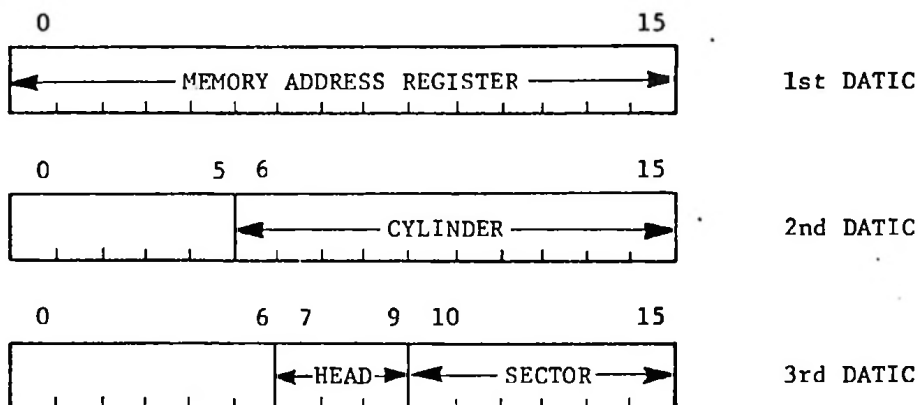 0 15
MEMORY ADDRESS REGISTER 1st DATIC
0 5 6 15
CYLINDER 2nd DATIC
0 6 7 9 10 15
HEAD SECTOR 3rd DATIC